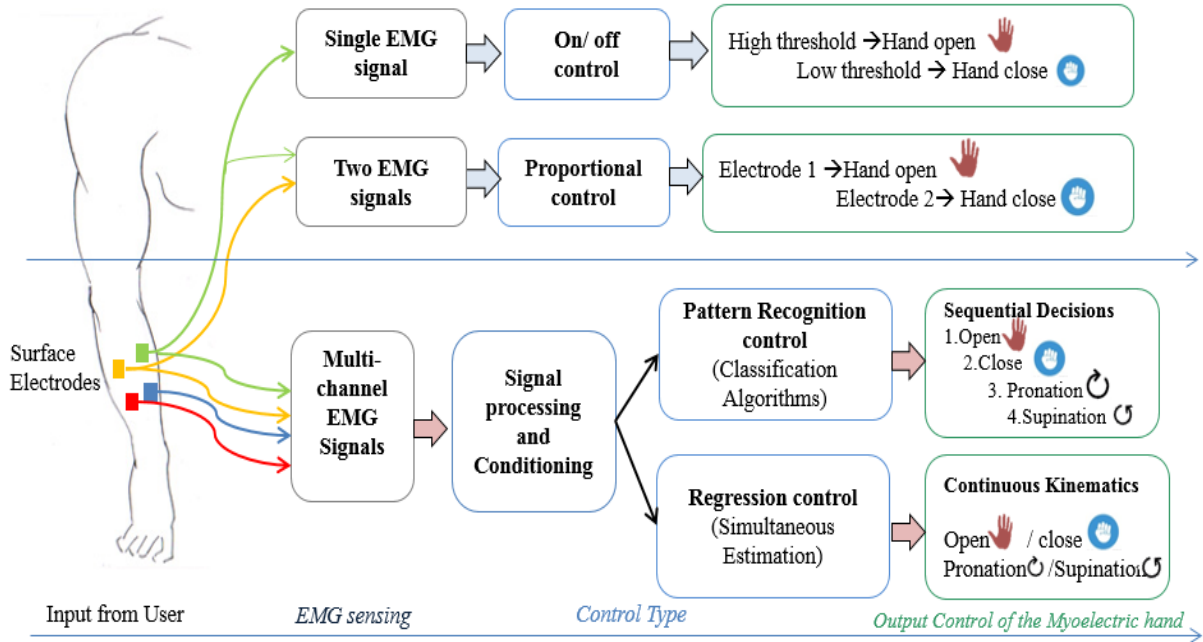 Single EMG
signal
On/ off
control
High threshold →Hand open
Low threshold → Hand close
Two EMG
signals
Proportional
control
Electrode 1 →Hand open
Electrode 2→ Hand close
Surface
Electrodes
Multi-
channel
EMG
Signals
Signal
processing
and
Conditioning
Pattern Recognition
control
(Classification
Algorithms)
Sequential Decisions
1.Open
2.Close
3. Pronation
4.Supination
Regression control
(Simultaneous
Estimation)
Continuous Kinematics
Open / close
Pronation /Supination
Input from User
EMG sensing
Control Type
Output Control of the Myoelectric hand